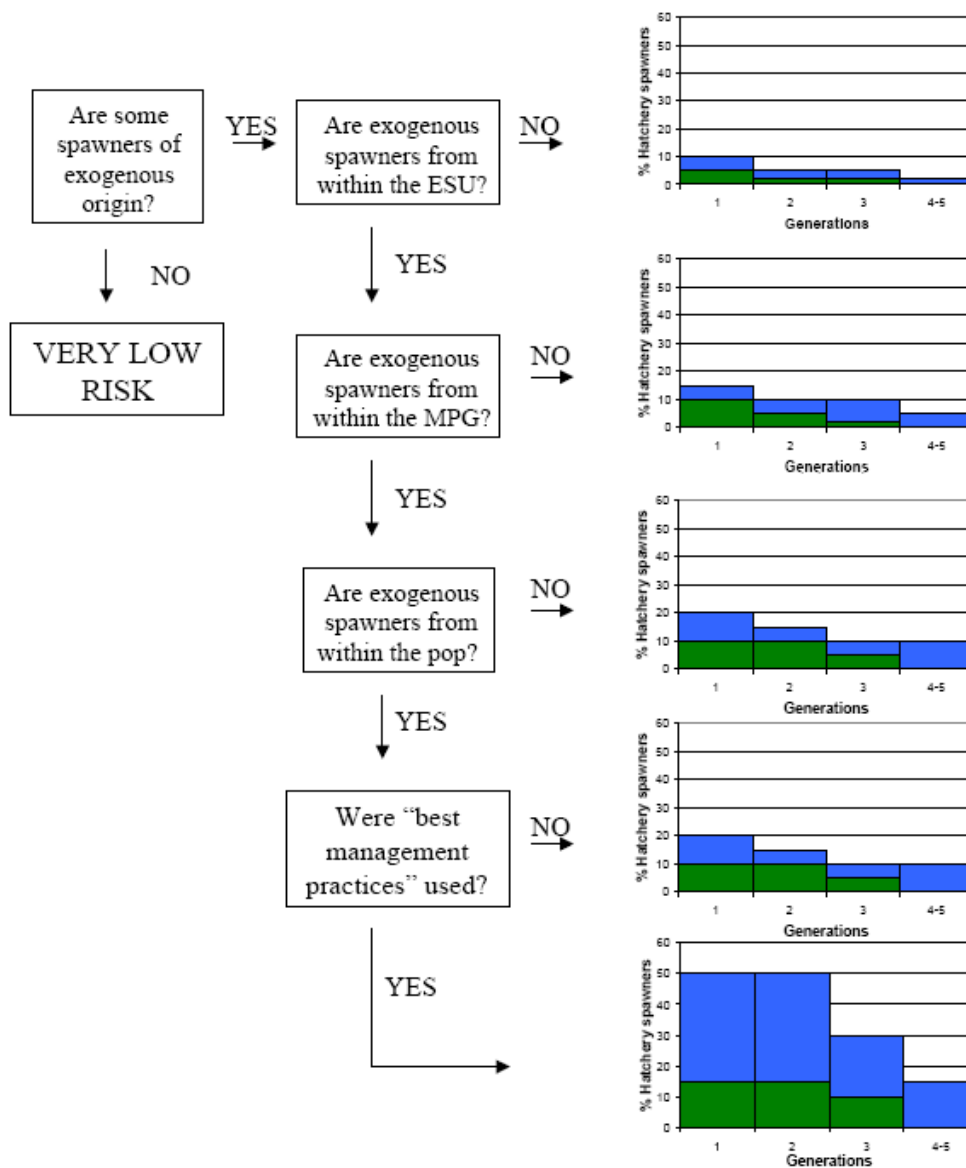 Are some
spawners of
exogenous
origin?
YES
Are exogenous
spawners from
within the ESU?
NO
% Hatchery spawners
60
50
40
30
20
10
0
1
2
3
4-5
Generations
NO
YES
VERY LOW
RISK
Are exogenous
spawners from
within the MPG?
NO
% Hatchery spawners
60
50
40
30
20
10
0
1
2
3
4-5
Generations
YES
Are exogenous
spawners from
within the pop?
NO
% Hatchery spawners
60
50
40
30
20
10
0
1
2
3
4-5
Generations
YES
Were “best
management
practices” used?
NO
% Hatchery spawners
60
50
40
30
20
10
0
1
2
3
4-5
Generations
YES
% Hatchery spawners
60
50
40
30
20
10
0
1
2
3
4-5
Generations